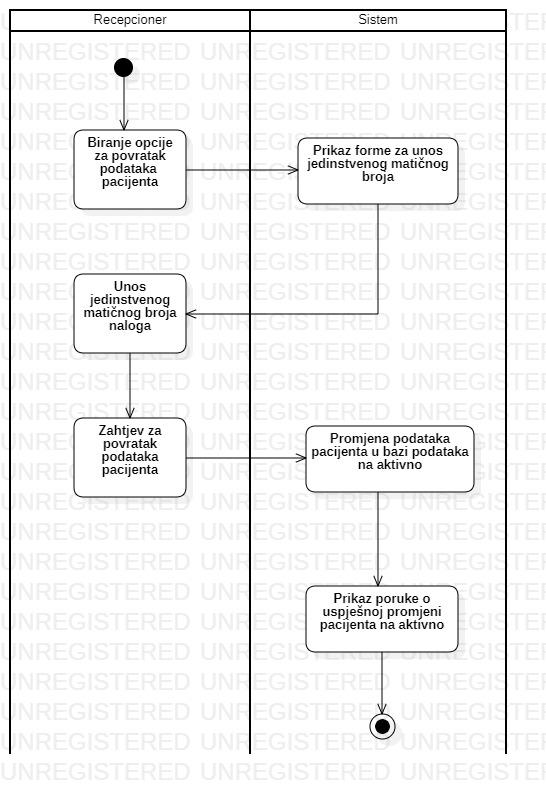 Recepcioner
Sistem
Biranje opcije
za povratak
podataka
pacijenta
Prikaz forme za unos
jedinstvenog matičnog
broja
Unos
jedinstvenog
matičnog broja
naloga
Zahtjev za
povratak
podataka
pacijenta
Promjena podataka
pacijenta u bazi podataka
na aktivno
Prikaz poruke o
uspješnoj promjeni
pacijenta na aktivno
UNREGISTERED UNREGISTERED UNREGISTERED